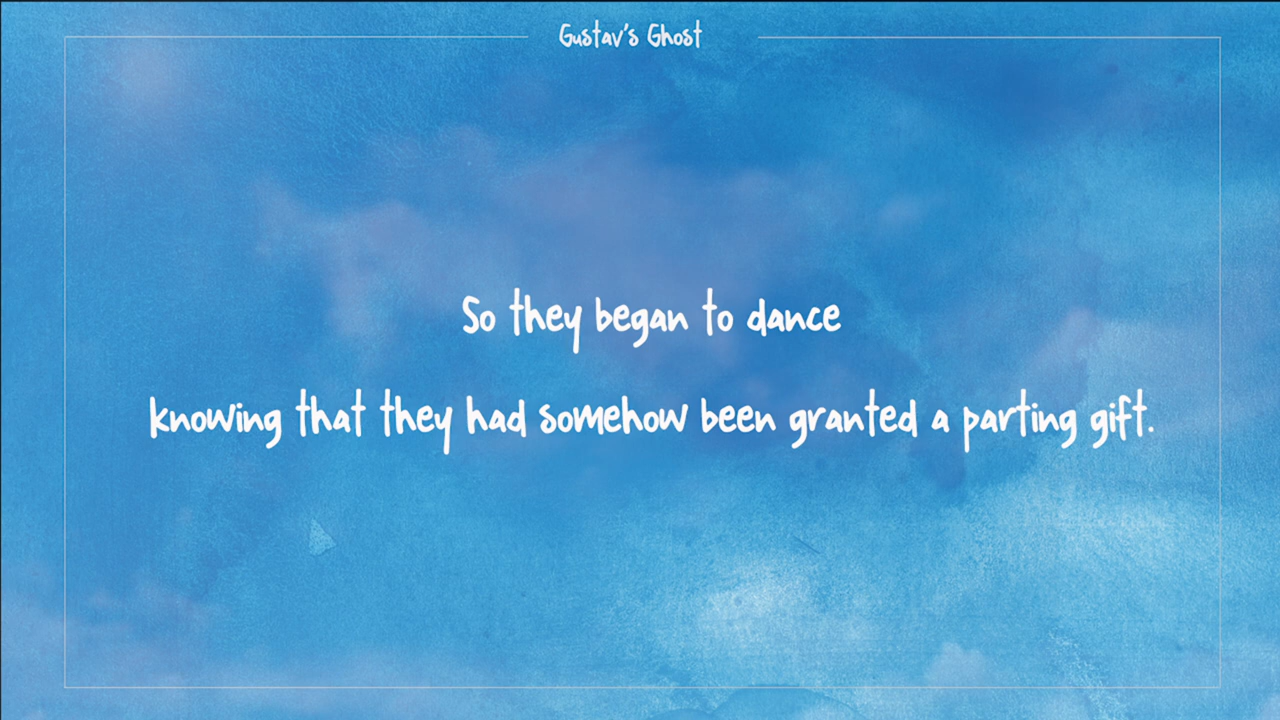 Gustav's Ghost
So they began to dance
knowing that they had somehow been granted a parting gift.